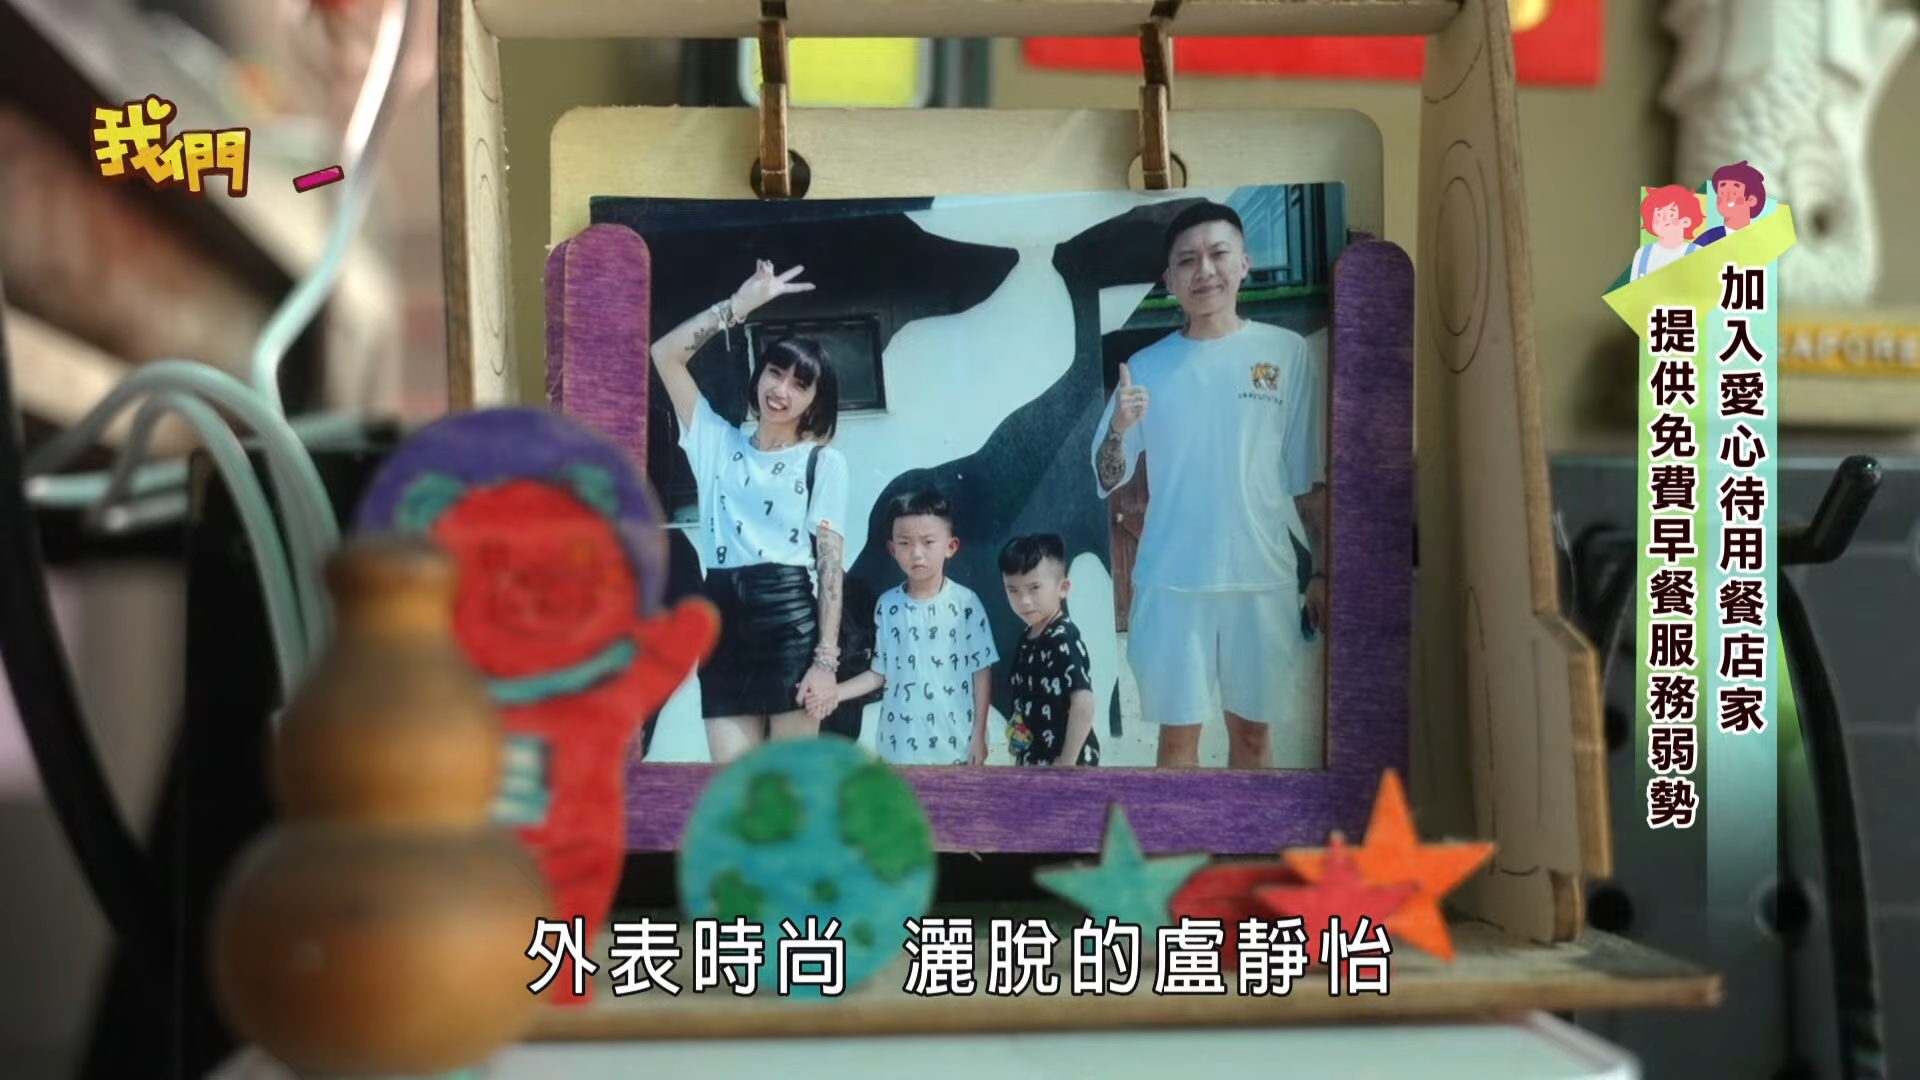 我們
加入愛心待用餐店家
提供免費早餐服務弱勢
外表時尚 灑脫的盧靜怡